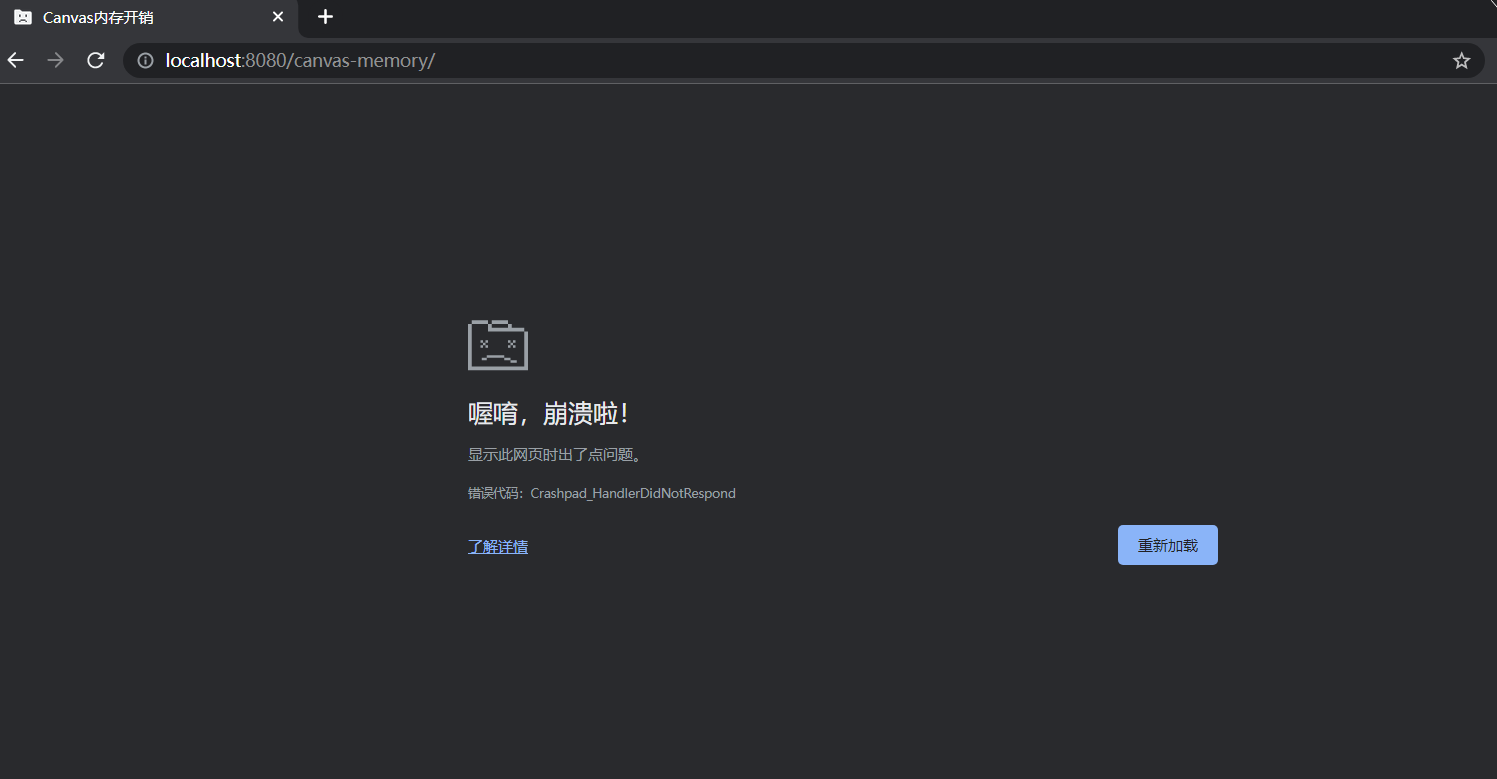 Canvas内存开销
localhost:8080/canvas-memory/
喔唷，崩溃啦！
显示此网页时出了点问题。
错误代码：Crashpad_HandlerDidNotRespond
了解详情
重新加载